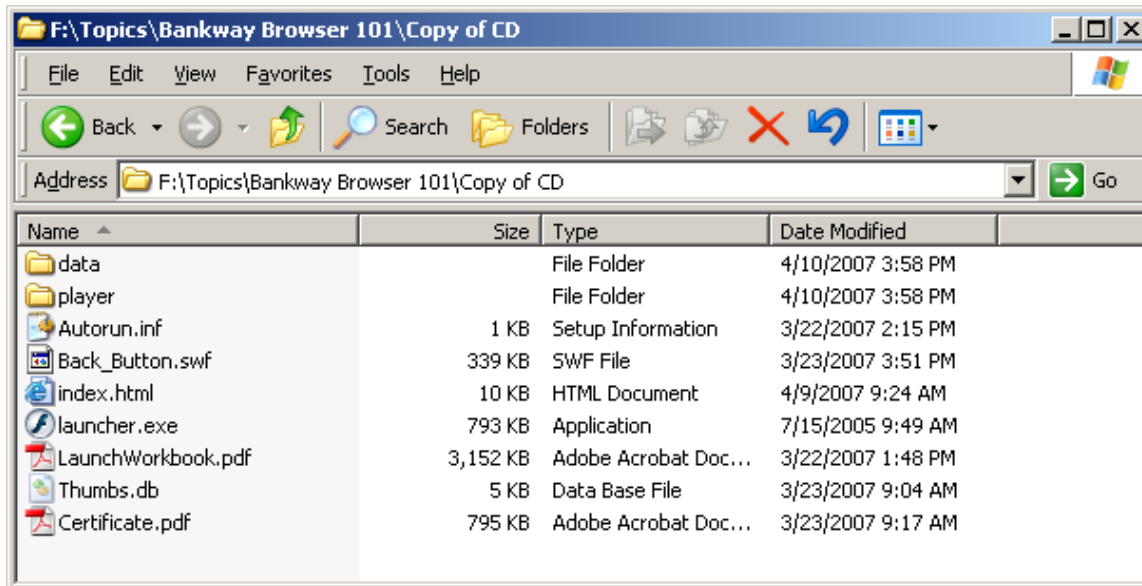 F:\Topics\Bankway Browser 101\Copy of CD
File Edit View Favorites Tools Help
Back Search Folders
Address F:\Topics\Bankway Browser 101\Copy of CD Go
Name Size Type Date Modified
data File Folder 4/10/2007 3:58 PM
player File Folder 4/10/2007 3:58 PM
Autorun.inf 1 KB Setup Information 3/22/2007 2:15 PM
Back_Button.swf 339 KB SWF File 3/23/2007 3:51 PM
index.html 10 KB HTML Document 4/9/2007 9:24 AM
launcher.exe 793 KB Application 7/15/2005 9:49 AM
LaunchWorkbook.pdf 3,152 KB Adobe Acrobat Doc... 3/22/2007 1:48 PM
Thumbs.db 5 KB Data Base File 3/23/2007 9:04 AM
Certificate.pdf 795 KB Adobe Acrobat Doc... 3/23/2007 9:17 AM